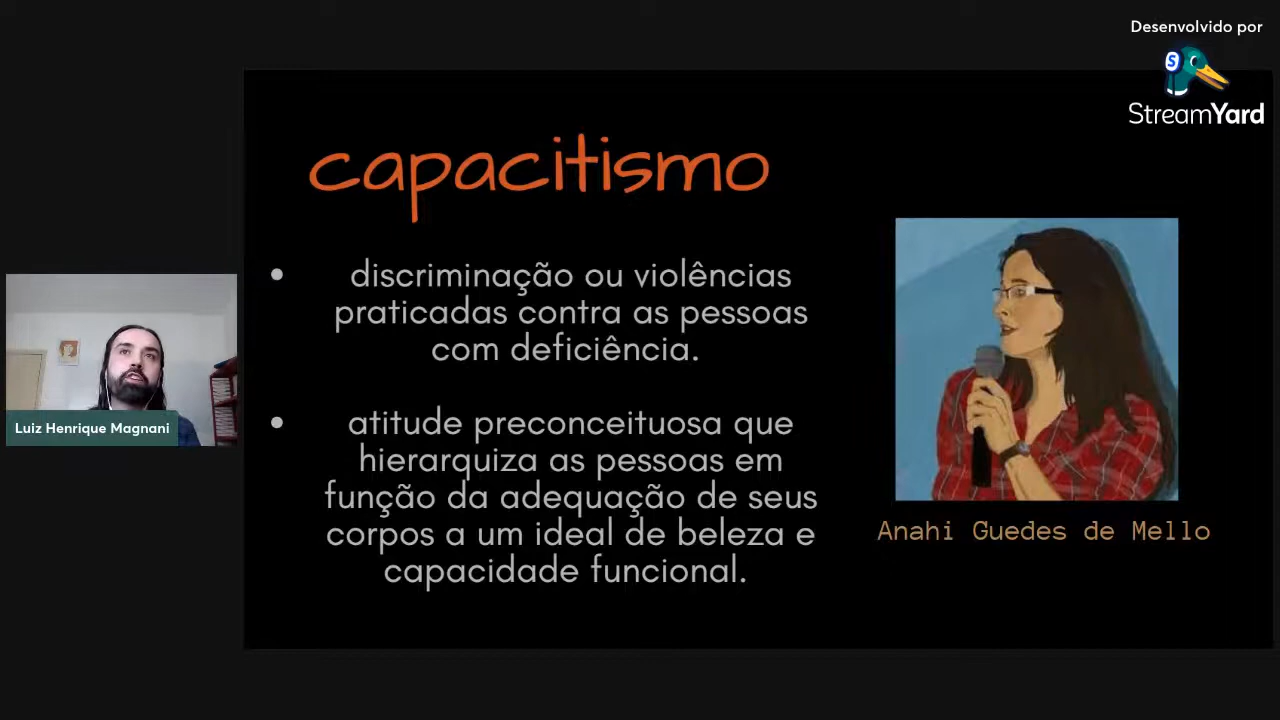 Desenvolvido por
StreamYard
capacitismo
• discriminação ou violências
praticadas contra as pessoas
com deficiência.
• atitude preconceituosa que
hierarquiza as pessoas em
função da adequação de seus
corpos a um ideal de beleza e
capacidade funcional.
Anahi Guedes de Mello
Luiz Henrique Magnani